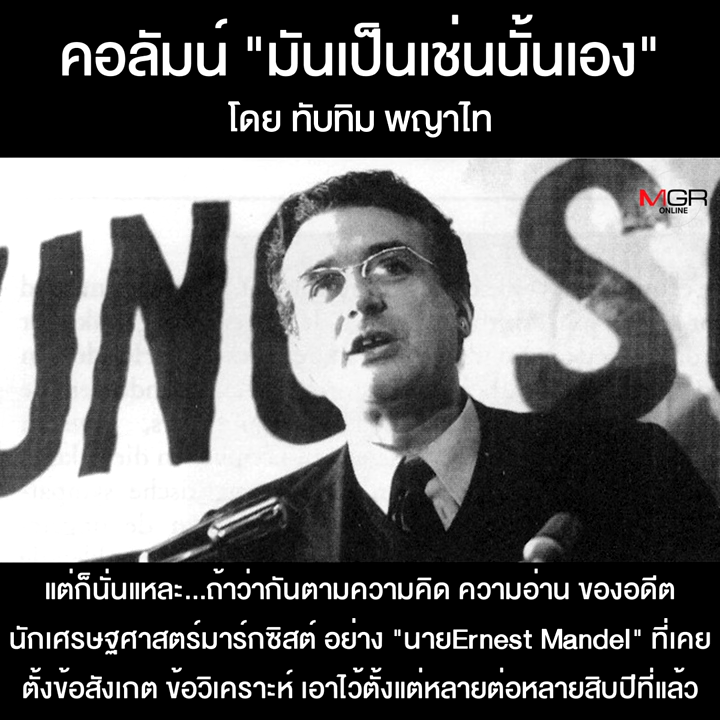 คอลัมน์ "มันเป็นเช่นนั้นเอง"
โดย ทับทิม พญาไท
MGR
ONLINE
UNG S
แต่ก็นั่นแหละ...ถ้าว่ากันตามความคิด ความอ่าน ของอดีต
นักเศรษฐศาสตร์มาร์กซิสต์ อย่าง "นายErnest Mandel" ที่เคย
ตั้งข้อสังเกต ข้อวิเคราะห์ เอาไว้ตั้งแต่หลายต่อหลายสิบปีที่แล้ว